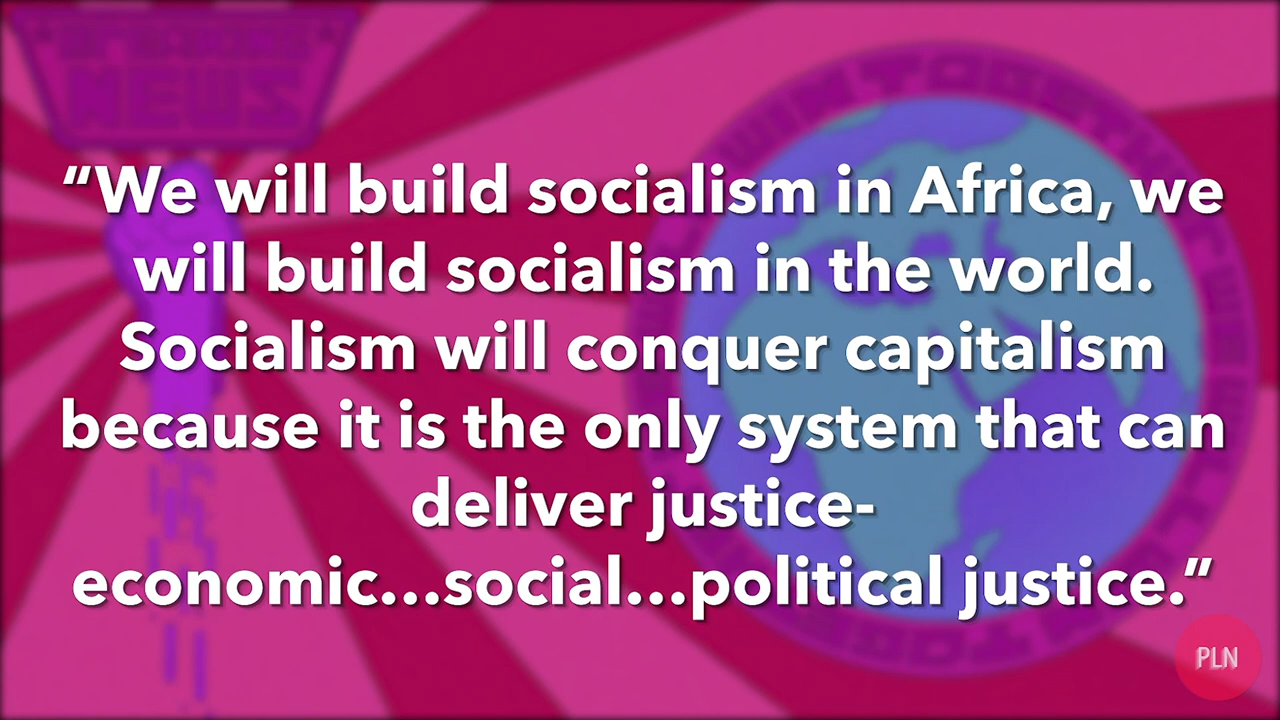 “We will build socialism in Africa, we
will build socialism in the world.
Socialism will conquer capitalism
because it is the only system that can
deliver justice-
economic...social...political justice.”
NEWS
PLN